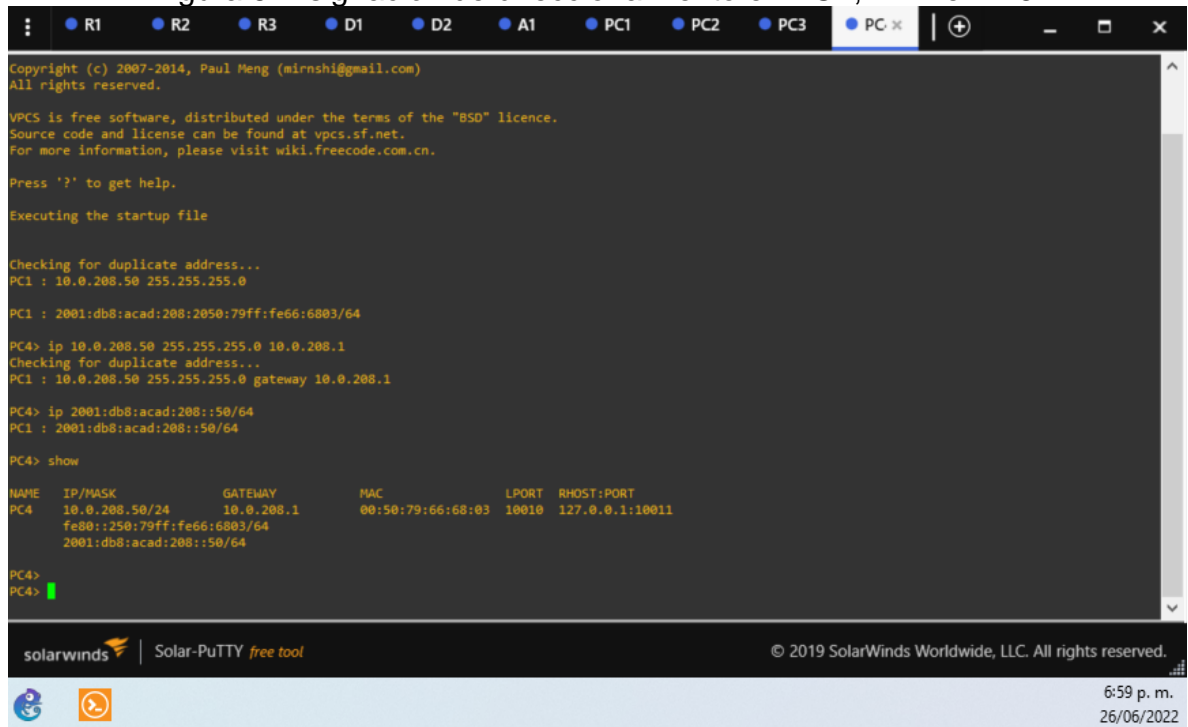 R1 R2 R3 D1 D2 A1 PC1 PC2 PC3 PC
Copyright (c) 2007-2014, Paul Meng (mirnshi@gmail.com)
All rights reserved.
VPCS is free software, distributed under the terms of the "BSD" licence.
Source code and license can be found at vpcs.sf.net.
For more information, please visit wiki.freecode.com.cn.
Press '?' to get help.
Executing the startup file
Checking for duplicate address...
PC1 : 10.0.208.50 255.255.255.0
PC1 : 2001:db8:acad:208:2050:79ff:fe66:6803/64
PC4> ip 10.0.208.50 255.255.255.0 10.0.208.1
Checking for duplicate address...
PC1 : 10.0.208.50 255.255.255.0 gateway 10.0.208.1
PC4> ip 2001:db8:acad:208::50/64
PC1 : 2001:db8:acad:208::50/64
PC4> show
NAME IP/MASK GATEWAY MAC LPORT RHOST:PORT
PC4 10.0.208.50/24 10.0.208.1 00:50:79:66:68:03 10010 127.0.0.1:10011
fe80::250:79ff:fe66:6803/64
2001:db8:acad:208::50/64
PC4>
PC4>
solarwinds Solar-PuTTY free tool © 2019 SolarWinds Worldwide, LLC. All rights reserved.
6:59 p. m.
26/06/2022